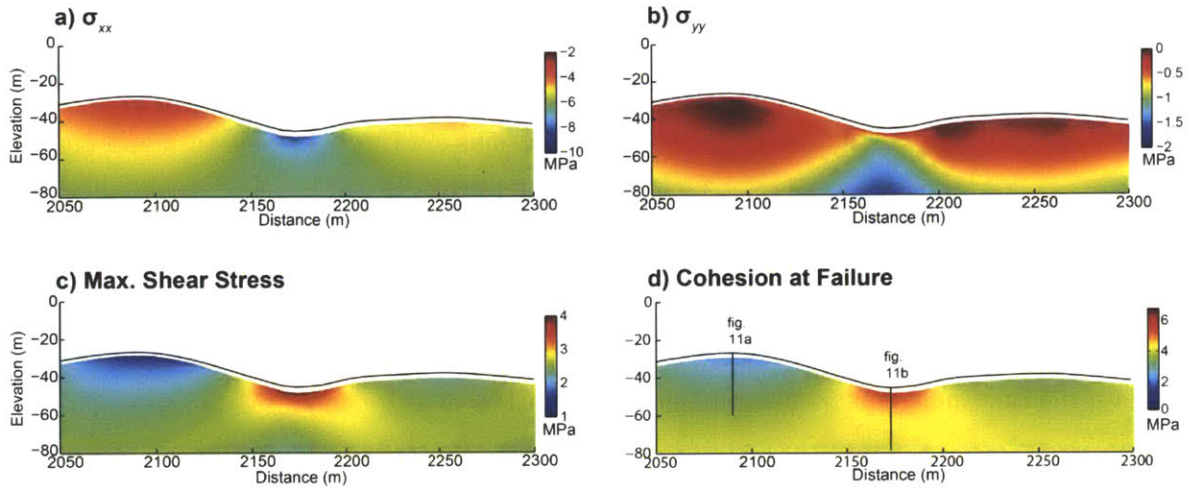 a) σxx
0
−20
−40
−60
−80
Elevation (m)
2050 2100 2150 2200 2250 2300
Distance (m)
−2
−4
−6
−8
−10
MPa
b) σyy
0
−20
−40
−60
−80
2050 2100 2150 2200 2250 2300
Distance (m)
0
−0.5
−1
−1.5
−2
MPa
c) Max. Shear Stress
0
−20
−40
−60
−80
Elevation (m)
2050 2100 2150 2200 2250 2300
Distance (m)
4
3
2
1
MPa
d) Cohesion at Failure
0
−20
−40
−60
−80
fig.
11a
fig.
11b
2050 2100 2150 2200 2250 2300
Distance (m)
6
4
2
0
MPa